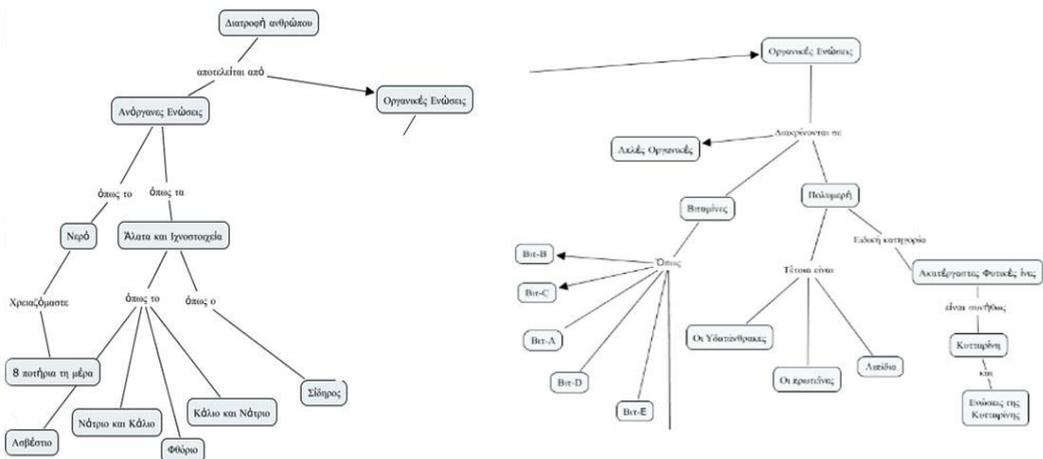 Διατροφή ανθρώπου
αποτελείται από
Ανόργανες Ενώσεις
Οργανικές Ενώσεις
όπως το
όπως τα
Νερό
Άλατα και Ιχνοστοιχεία
Χρειαζόμαστε
όπως το
όπως ο
8 ποτήρια τη μέρα
Ασβέστιο
Νάτριο και Κάλιο
Φθόριο
Κάλιο και Νάτριο
Σίδηρος
Οργανικές Ενώσεις
Διακρίνονται σε
Απλές Οργανικές
Βιταμίνες
Πολυμερή
Όπως
Βιτ-Β
Βιτ-C
Βιτ-Α
Βιτ-D
Βιτ-Ε
Τέτοια είναι
Οι Υδατάνθρακες
Οι πρωτεΐνες
Λιπίδιο
Ειδική κατηγορία
Ακατέργαστες Φυτικές ίνες
είναι συνήθως
Κυτταρίνη
και
Ενώσεις της
Κυτταρίνης